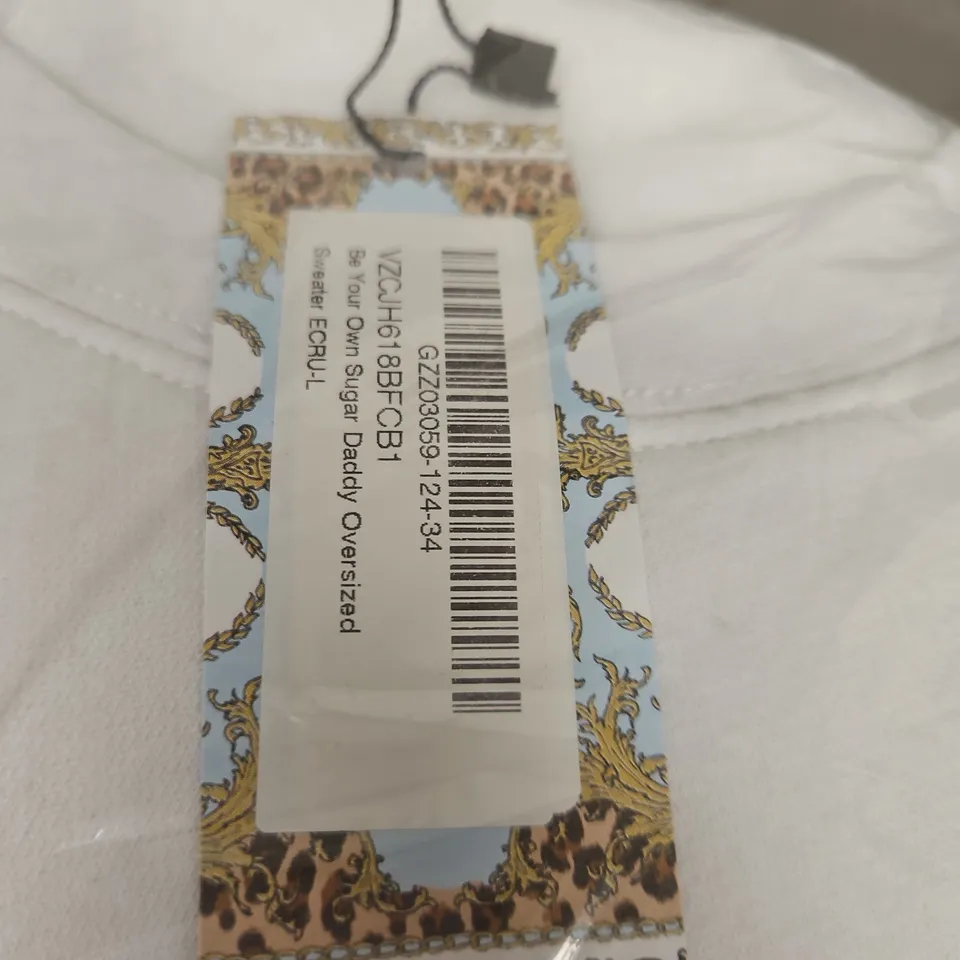 GZZ03059-124-34
VZCJH618BFCB1
Be Your Own Sugar Daddy Oversized
Sweater ECRU-L